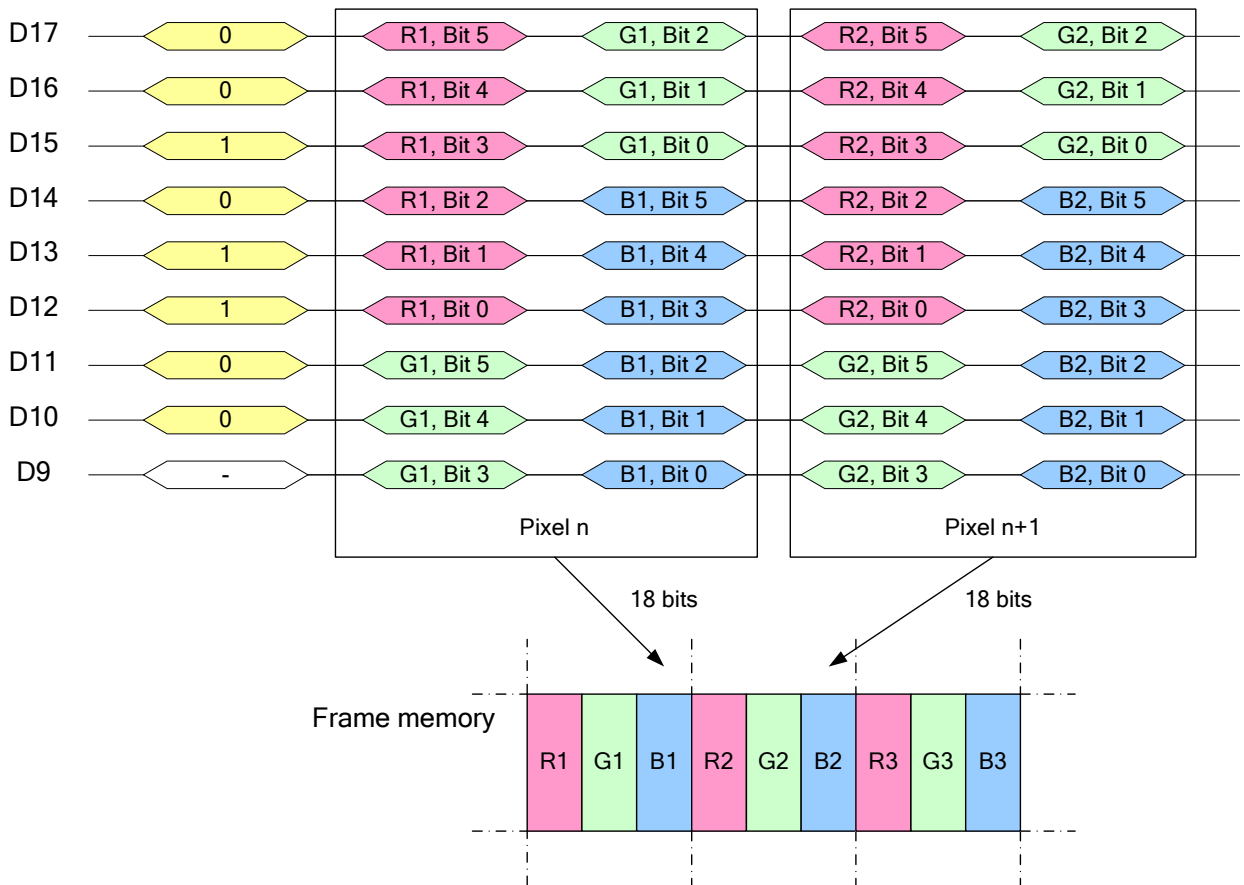 D17 0 R1, Bit 5 G1, Bit 2 R2, Bit 5 G2, Bit 2
D16 0 R1, Bit 4 G1, Bit 1 R2, Bit 4 G2, Bit 1
D15 1 R1, Bit 3 G1, Bit 0 R2, Bit 3 G2, Bit 0
D14 0 R1, Bit 2 B1, Bit 5 R2, Bit 2 B2, Bit 5
D13 1 R1, Bit 1 B1, Bit 4 R2, Bit 1 B2, Bit 4
D12 1 R1, Bit 0 B1, Bit 3 R2, Bit 0 B2, Bit 3
D11 0 G1, Bit 5 B1, Bit 2 G2, Bit 5 B2, Bit 2
D10 0 G1, Bit 4 B1, Bit 1 G2, Bit 4 B2, Bit 1
D9 - G1, Bit 3 B1, Bit 0 G2, Bit 3 B2, Bit 0
Pixel n Pixel n+1
18 bits 18 bits
Frame memory
R1 G1 B1 R2 G2 B2 R3 G3 B3